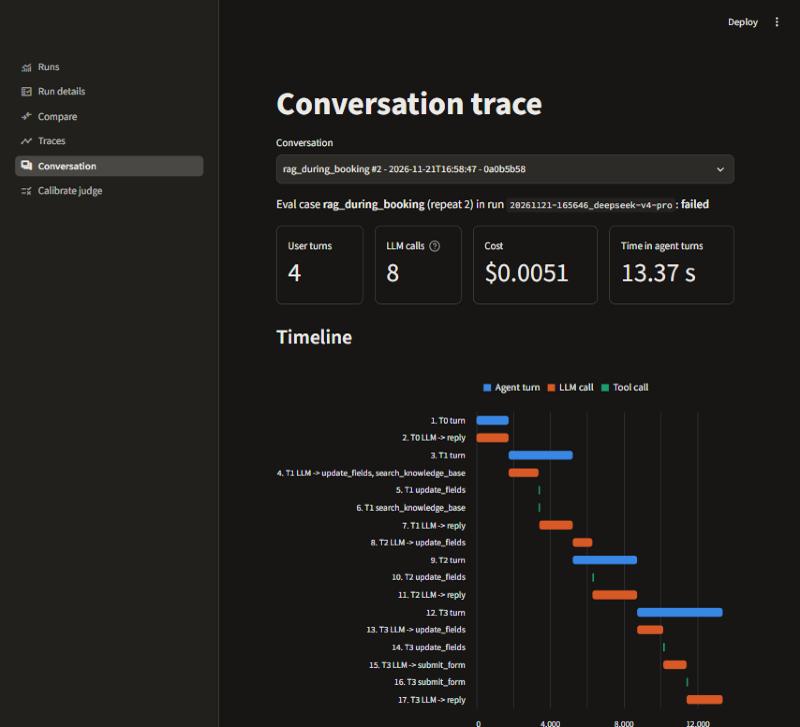 Deploy
Runs
Run details
Compare
Traces
Conversation
Calibrate judge
Conversation trace
Conversation
rag_during_booking #2 - 2026-11-21T16:58:47 - 0a0b5b58
Eval case rag_during_booking (repeat 2) in run 20261121-165646_deepseek-v4-pro : failed
User turns
4
LLM calls
8
Cost
$0.0051
Time in agent turns
13.37 s
Timeline
Agent turn LLM call Tool call
1. T0 turn
2. T0 LLM -> reply
3. T1 turn
4. T1 LLM -> update_fields, search_knowledge_base
5. T1 update_fields
6. T1 search_knowledge_base
7. T1 LLM -> reply
8. T2 LLM -> update_fields
9. T2 turn
10. T2 update_fields
11. T2 LLM -> reply
12. T3 turn
13. T3 LLM -> update_fields
14. T3 update_fields
15. T3 LLM -> submit_form
16. T3 submit_form
17. T3 LLM -> reply
0 4,000 8,000 12,000